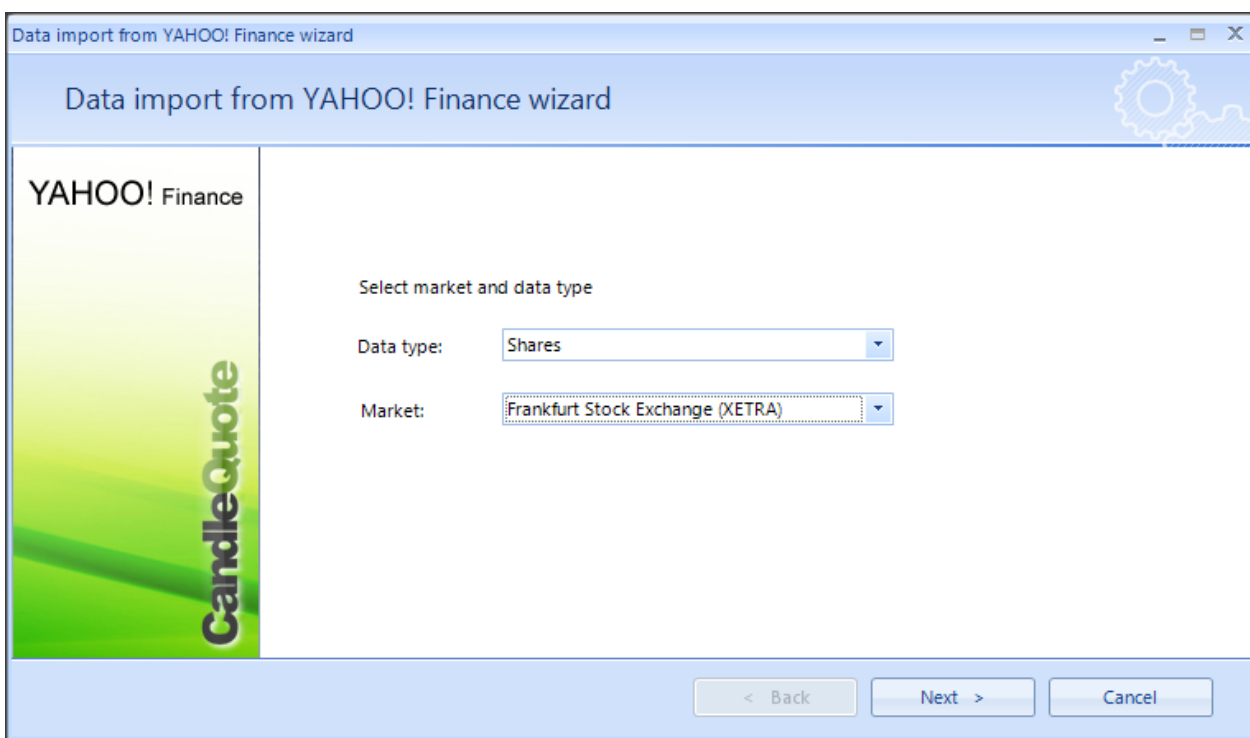 Data import from YAHOO! Finance wizard
Data import from YAHOO! Finance wizard
YAHOO! Finance
CandleQuote
Select market and data type
Data type: Shares
Market: Frankfurt Stock Exchange (XETRA)
< Back Next > Cancel